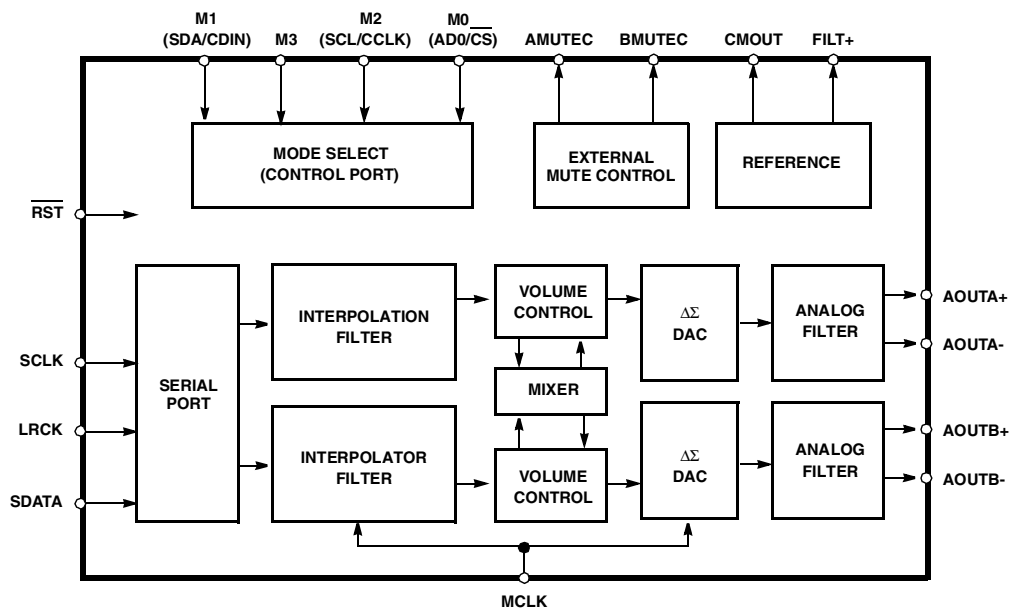 M1
(SDA/CDIN)
M3
M2
(SCL/CCLK)
M0
(AD0/CS)
AMUTEC
BMUTEC
CMOUT
FILT+
MODE SELECT
(CONTROL PORT)
EXTERNAL
MUTE CONTROL
REFERENCE
RST
SERIAL
PORT
INTERPOLATION
FILTER
VOLUME
CONTROL
ΔΣ
DAC
ANALOG
FILTER
AOUTA+
AOUTA-
SCLK
MIXER
LRCK
INTERPOLATOR
FILTER
VOLUME
CONTROL
ΔΣ
DAC
ANALOG
FILTER
AOUTB+
AOUTB-
SDATA
MCLK